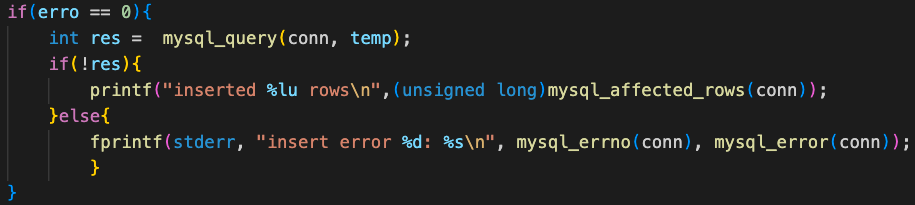 if(erro == 0){
    int res =  mysql_query(conn, temp);
    if(!res){
        printf("inserted %lu rows\n",(unsigned long)mysql_affected_rows(conn));
    }else{
        fprintf(stderr, "insert error %d: %s\n", mysql_errno(conn), mysql_error(conn));
        }
}